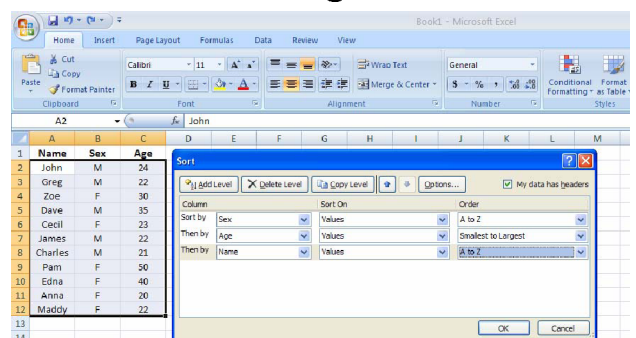 Book1 - Microsoft Excel
Home Insert Page Layout Formulas Data Review View
Cut
Copy
Format Painter
Paste
Clipboard
Calibri 11 A A
B I U A
Font
Wrap Text
Merge & Center
Alignment
General
$ % ,
Number
Conditional Formatting
Format as Table
Styles
A2 fx John
A B C D E F G H I J K L M
1 Name Sex Age
2 John M 24
3 Greg M 22
4 Zoe F 30
5 Dave M 35
6 Cecil F 23
7 James M 22
8 Charles M 21
9 Pam F 50
10 Edna F 40
11 Anna F 20
12 Maddy F 22
13
14
Sort
Add Level Delete Level Copy Level Options... My data has headers
Column Sort On Order
Sort by Sex Values A to Z
Then by Age Values Smallest to Largest
Then by Name Values A to Z
OK Cancel